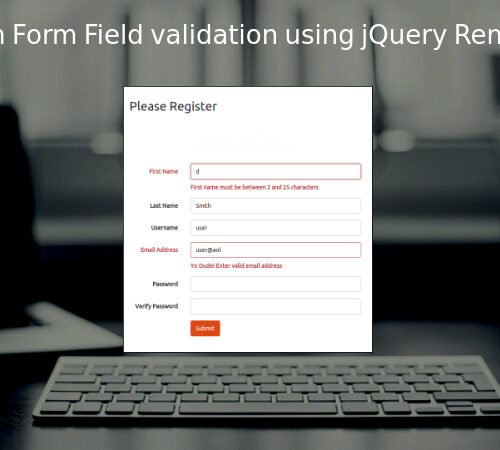 Form Field validation using jQuery
Please Register
First Name d
First name must be between 2 and 25 characters
Last Name Smith
Username user
Email Address user@aol
Yo Dude! Enter valid email address
Password
Verify Password
Submit